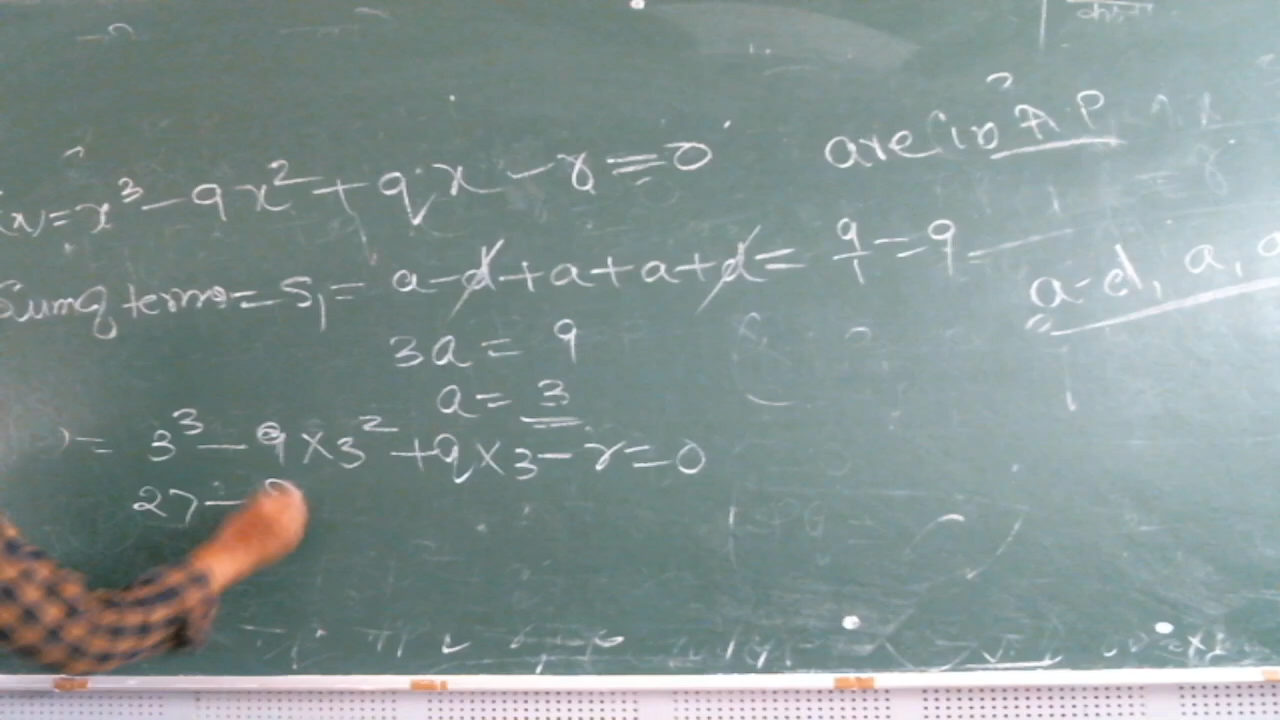 (x) = x³ - 9x² + qx - r = 0 are in A.P
Sum of terms = S₁ = a - d + a + a + d = 9/1 = 9
a-d, a, a
3a = 9
a = 3
) = 3³ - 9 × 3² + q × 3 - r = 0
27 - 9